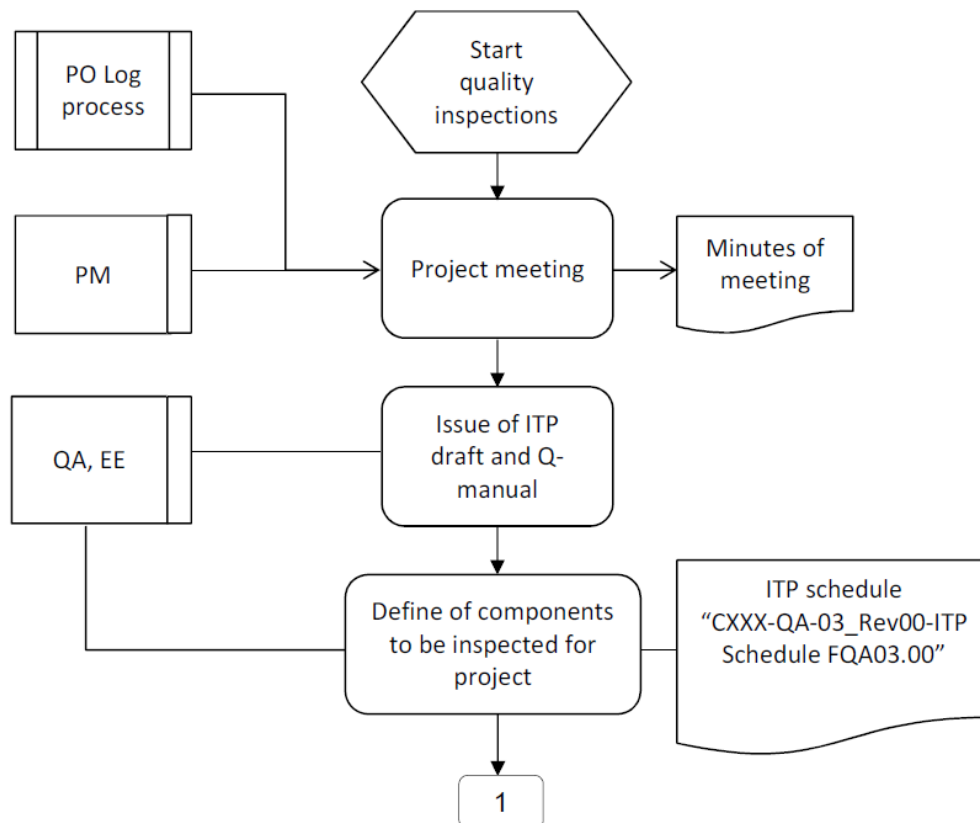 PO Log
process
Start
quality
inspections
PM
Project meeting
Minutes of
meeting
QA, EE
Issue of ITP
draft and Q-
manual
Define of components
to be inspected for
project
ITP schedule
“CXXX-QA-03_Rev00-ITP
Schedule FQA03.00”
1